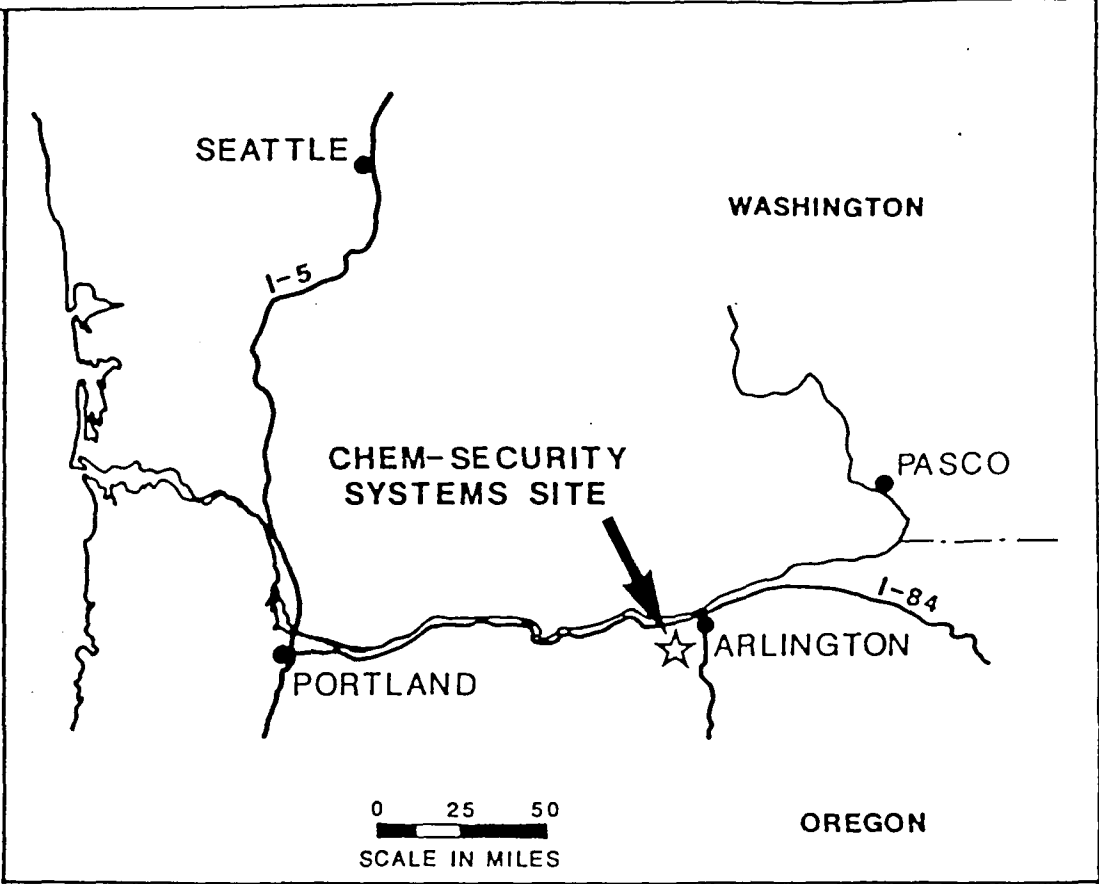 SEATTLE
WASHINGTON
I-5
CHEM-SECURITY
SYSTEMS SITE
PASCO
I-84
ARLINGTON
PORTLAND
0 25 50
SCALE IN MILES
OREGON